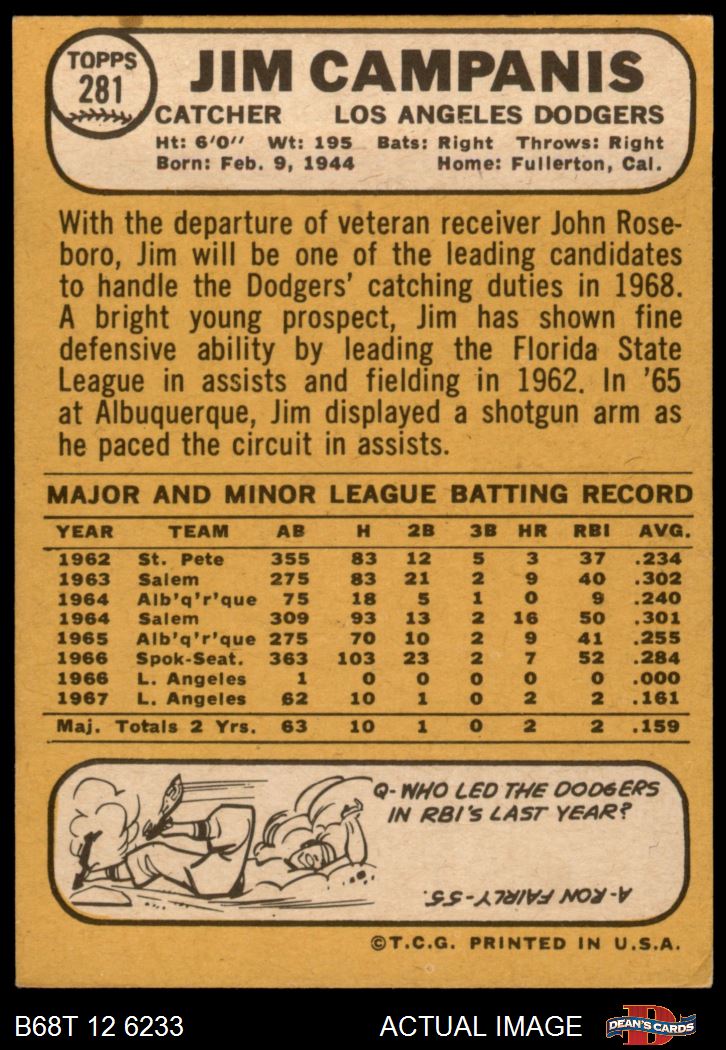 TOPPS
281
JIM CAMPANIS
CATCHER LOS ANGELES DODGERS
Ht: 6'0" Wt: 195 Bats: Right Throws: Right
Born: Feb. 9, 1944 Home: Fullerton, Cal.
With the departure of veteran receiver John Rose-
boro, Jim will be one of the leading candidates
to handle the Dodgers' catching duties in 1968.
A bright young prospect, Jim has shown fine
defensive ability by leading the Florida State
League in assists and fielding in 1962. In '65
at Albuquerque, Jim displayed a shotgun arm as
he paced the circuit in assists.
MAJOR AND MINOR LEAGUE BATTING RECORD
YEAR TEAM AB H 2B 3B HR RBI AVG.
1962 St. Pete 355 83 12 5 3 37 .234
1963 Salem 275 83 21 2 9 40 .302
1964 Alb'q'r'que 75 18 5 1 0 9 .240
1964 Salem 309 93 13 2 16 50 .301
1965 Alb'q'r'que 275 70 10 2 9 41 .255
1966 Spok-Seat. 363 103 23 2 7 52 .284
1966 L. Angeles 1 0 0 0 0 0 .000
1967 L. Angeles 62 10 1 0 2 2 .161
Maj. Totals 2 Yrs. 63 10 1 0 2 2 .159
Q-WHO LED THE DODGERS
IN RBI'S LAST YEAR?
A-RON FAIRLY-55.
©T.C.G. PRINTED IN U.S.A.
B68T 12 6233 ACTUAL IMAGE
D
DEAN'S CARDS